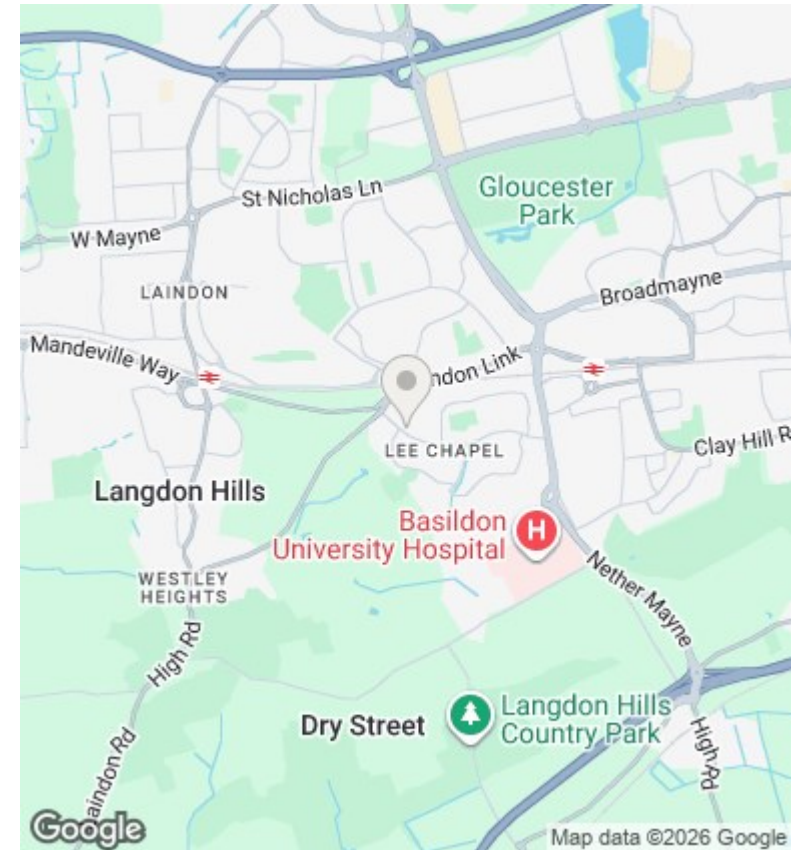 Gloucester
Park
St Nicholas Ln
W Mayne
LAINDON
Broadmayne
Mandeville Way
ndon Link
LEE CHAPEL
Clay Hill R
Langdon Hills
Basildon
University Hospital
H
WESTLEY
HEIGHTS
Nether Mayne
High Rd
Dry Street
Langdon Hills
Country Park
High Rd
aindon Rd
Google
Map data ©2026 Google